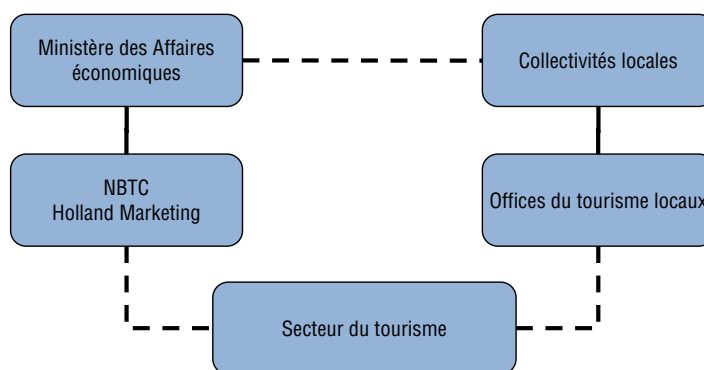 Ministère des Affaires
économiques
Collectivités locales
NBTC
Holland Marketing
Offices du tourisme locaux
Secteur du tourisme